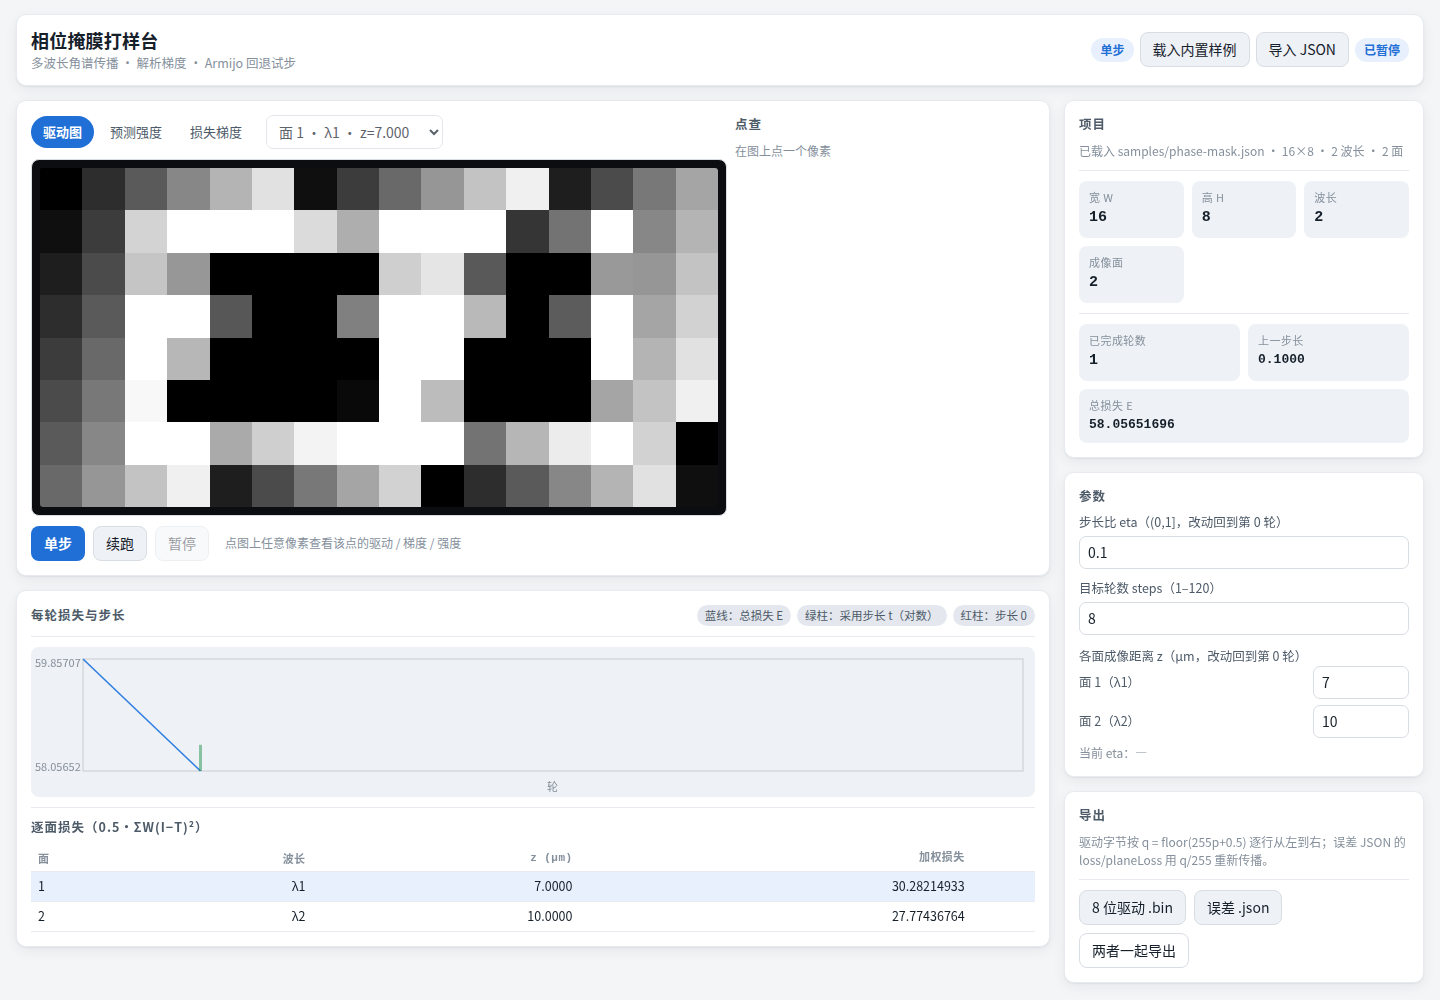 相位掩膜打样台
多波长角谱传播 · 解析梯度 · Armijo 回退试步
单步
载入内置样例
导入 JSON
已暂停
驱动图
预测强度
损失梯度
面 1 · λ1 · z=7.000
点查
在图上点一个像素
单步
续跑
暂停
点图上任意像素查看该点的驱动 / 梯度 / 强度
每轮损失与步长
蓝线：总损失 E
绿柱：采用步长 t（对数）
红柱：步长 0
59.85707
58.05652
轮
逐面损失（0.5·ΣW(I−T)²）
面
波长
z (μm)
加权损失
1
λ1
7.0000
30.28214933
2
λ2
10.0000
27.77436764
项目
已载入 samples/phase-mask.json · 16×8 · 2 波长 · 2 面
宽 W
16
高 H
8
波长
2
成像面
2
已完成轮数
1
上一步长
0.1000
总损失 E
58.05651696
参数
步长比 eta（(0,1]，改动回到第 0 轮）
0.1
目标轮数 steps（1–120）
8
各面成像距离 z（μm，改动回到第 0 轮）
面 1（λ1）
7
面 2（λ2）
10
当前 eta：—
导出
驱动字节按 q = floor(255p+0.5) 逐行从左到右；误差 JSON 的
loss/planeLoss 用 q/255 重新传播。
8 位驱动 .bin
误差 .json
两者一起导出